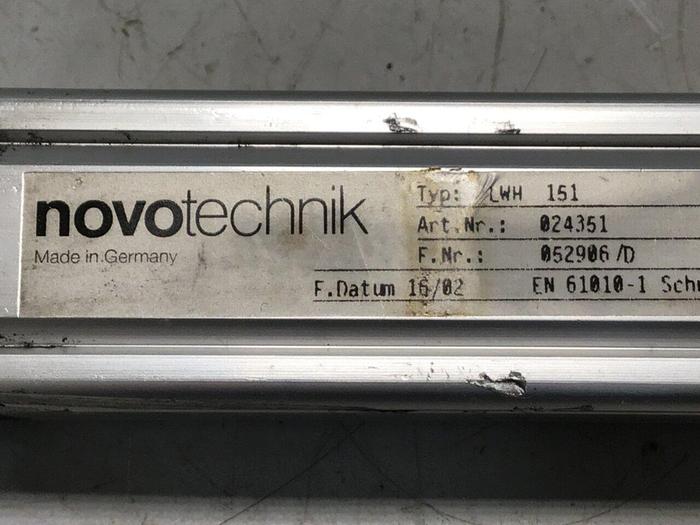 novotechnik
Made in Germany
Typ: LWH 151
Art.Nr.: 024351
F.Nr.: 052906/D
F.Datum 16/02 EN 61010-1